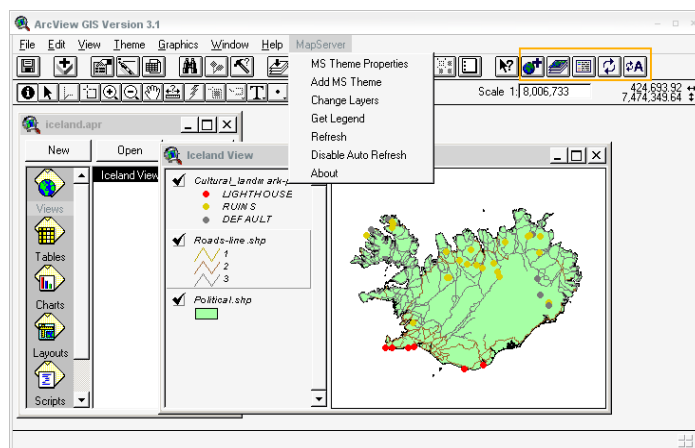 ArcView GIS Version 3.1
File Edit View Theme Graphics Window Help MapServer
MS Theme Properties
Add MS Theme
Change Layers
Get Legend
Refresh
Disable Auto Refresh
About
Scale 1: 8,006,733
424,693.92
7,474,349.64
iceland.apr
New Open
Iceland View
Views
Tables
Charts
Layouts
Scripts
Iceland View
LIGHTHOUSE
RUINS
DEFAULT
Roads-line.shp
1
2
3
Political.shp